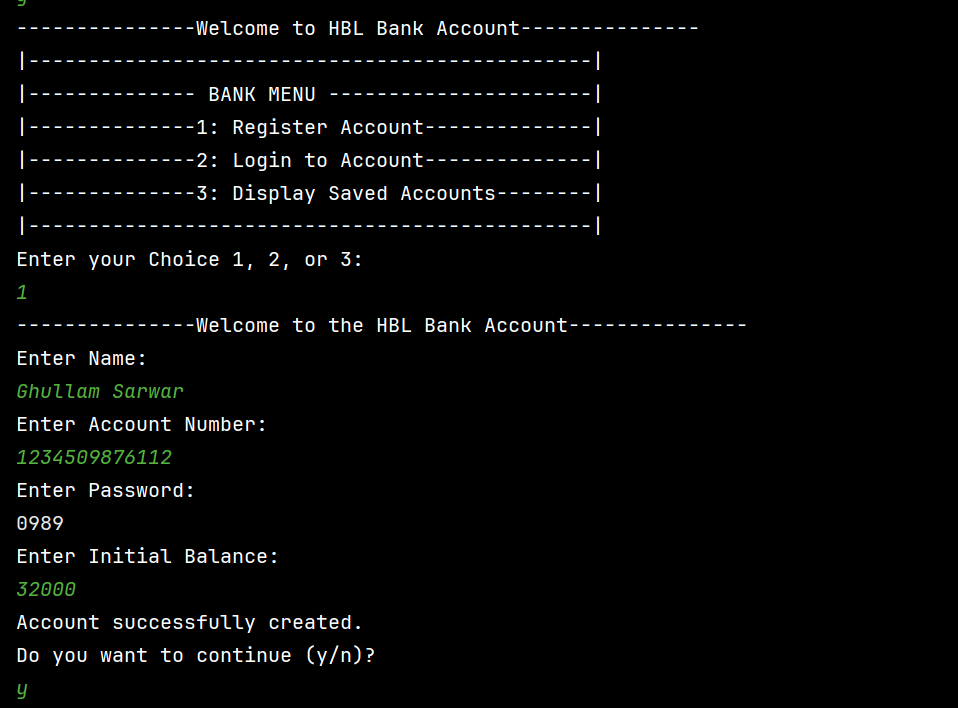 y
---------------Welcome to HBL Bank Account---------------
|-----------------------------------------------|
|-------------- BANK MENU ----------------------|
|--------------1: Register Account--------------|
|--------------2: Login to Account--------------|
|--------------3: Display Saved Accounts--------|
|-----------------------------------------------|
Enter your Choice 1, 2, or 3:
1
---------------Welcome to the HBL Bank Account---------------
Enter Name:
Ghullam Sarwar
Enter Account Number:
1234509876112
Enter Password:
0989
Enter Initial Balance:
32000
Account successfully created.
Do you want to continue (y/n)?
y